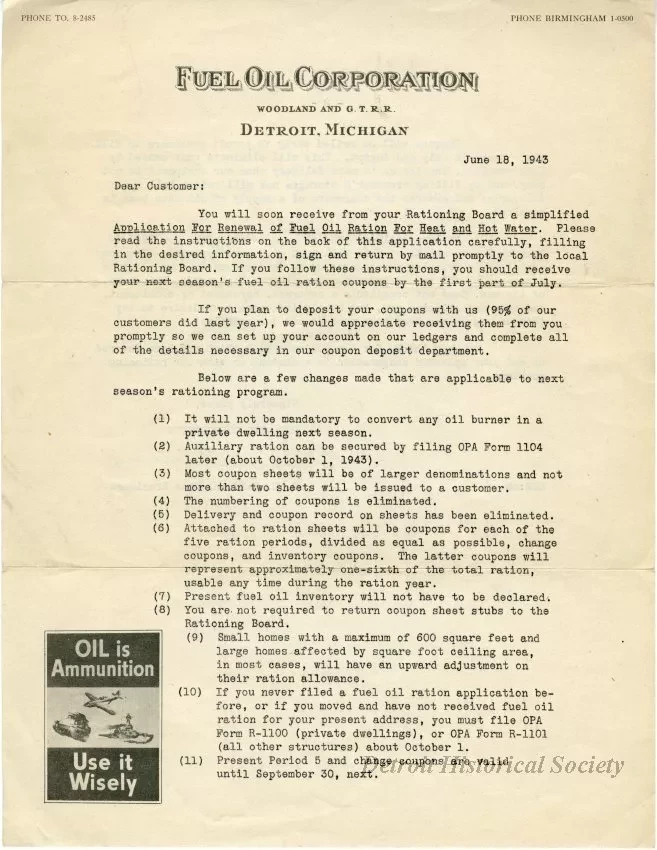 PHONE TO. 8-2485
PHONE BIRMINGHAM 1-0500
FUEL OIL CORPORATION
WOODLAND AND G. T. R. R.
DETROIT, MICHIGAN
June 18, 1943
Dear Customer:
You will soon receive from your Rationing Board a simplified
Application For Renewal of Fuel Oil Ration For Heat and Hot Water. Please
read the instructions on the back of this application carefully, filling
in the desired information, sign and return by mail promptly to the local
Rationing Board. If you follow these instructions, you should receive
your next season's fuel oil ration coupons by the first part of July.
If you plan to deposit your coupons with us (95% of our
customers did last year), we would appreciate receiving them from you
promptly so we can set up your account on our ledgers and complete all
of the details necessary in our coupon deposit department.
Below are a few changes made that are applicable to next
season's rationing program.
(1) It will not be mandatory to convert any oil burner in a
private dwelling next season.
(2) Auxiliary ration can be secured by filing OPA Form 1104
later (about October 1, 1943).
(3) Most coupon sheets will be of larger denominations and not
more than two sheets will be issued to a customer.
(4) The numbering of coupons is eliminated.
(5) Delivery and coupon record on sheets has been eliminated.
(6) Attached to ration sheets will be coupons for each of the
five ration periods, divided as equal as possible, change
coupons, and inventory coupons. The latter coupons will
represent approximately one-sixth of the total ration,
usable any time during the ration year.
(7) Present fuel oil inventory will not have to be declared.
(8) You are not required to return coupon sheet stubs to the
Rationing Board.
(9) Small homes with a maximum of 600 square feet and
large homes affected by square foot ceiling area,
in most cases, will have an upward adjustment on
their ration allowance.
(10) If you never filed a fuel oil ration application be-
fore, or if you moved and have not received fuel oil
ration for your present address, you must file OPA
Form R-1100 (private dwellings), or OPA Form R-1101
(all other structures) about October 1.
(11) Present Period 5 and change coupons are valid
until September 30, next.
OIL is
Ammunition
Use it
Wisely
Detroit Historical Society